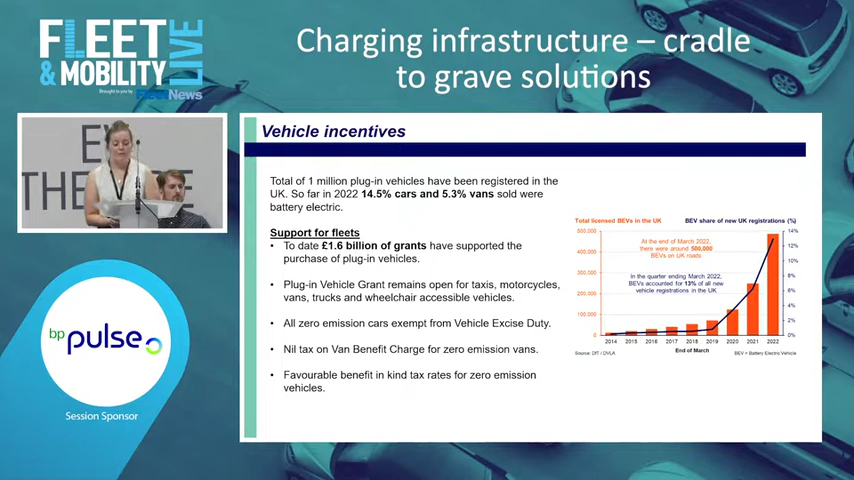 FLEET
& MOBILITY
LIVE
Brought to you by
FleetNews
Charging infrastructure – cradle
to grave solutions
bp
pulse
Session Sponsor
Vehicle incentives
Total of 1 million plug-in vehicles have been registered in the
UK. So far in 2022 14.5% cars and 5.3% vans sold were
battery electric.
Support for fleets
• To date £1.6 billion of grants have supported the
purchase of plug-in vehicles.
• Plug-in Vehicle Grant remains open for taxis, motorcycles,
vans, trucks and wheelchair accessible vehicles.
• All zero emission cars exempt from Vehicle Excise Duty.
• Nil tax on Van Benefit Charge for zero emission vans.
• Favourable benefit in kind tax rates for zero emission
vehicles.
Total licensed BEVs in the UK
BEV share of new UK registrations (%)
500,000
400,000
300,000
200,000
100,000
0
14%
12%
10%
8%
6%
4%
2%
0%
At the end of March 2022,
there were around 500,000
BEVs on UK roads
In the quarter ending March 2022,
BEVs accounted for 13% of all new
vehicle registrations in the UK
2014 2015 2016 2017 2018 2019 2020 2021 2022
End of March
Source: DfT / DVLA
BEV = Battery Electric Vehicle